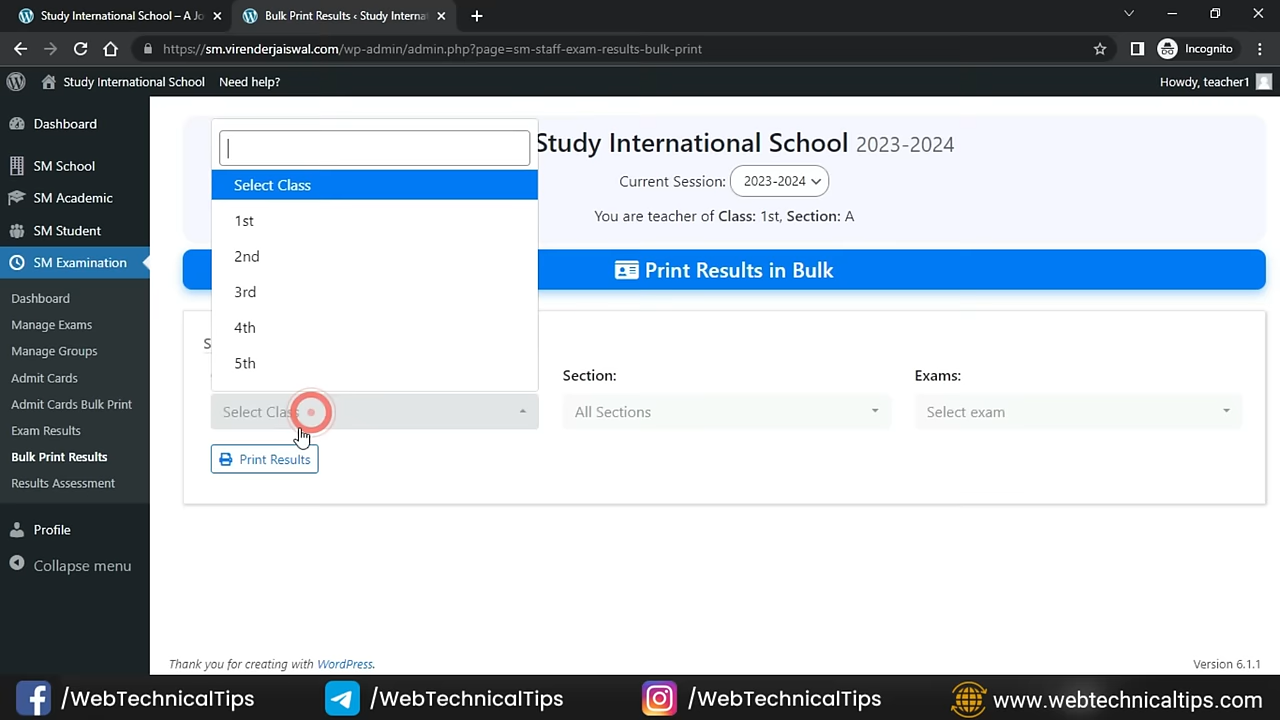 Study International School – A Jo
Bulk Print Results ‹ Study Interna
https://sm.virenderjaiswal.com/wp-admin/admin.php?page=sm-staff-exam-results-bulk-print
Incognito
Study International School
Need help?
Howdy, teacher1
Dashboard
SM School
SM Academic
SM Student
SM Examination
Dashboard
Manage Exams
Manage Groups
Admit Cards
Admit Cards Bulk Print
Exam Results
Bulk Print Results
Results Assessment
Profile
Collapse menu
Study International School 2023-2024
Current Session: 2023-2024
You are teacher of Class: 1st, Section: A
Print Results in Bulk
Select Class
1st
2nd
3rd
4th
5th
S
Section:
Exams:
Select Class
All Sections
Select exam
Print Results
Thank you for creating with WordPress.
Version 6.1.1
/WebTechnicalTips
/WebTechnicalTips
/WebTechnicalTips
www.webtechnicaltips.com